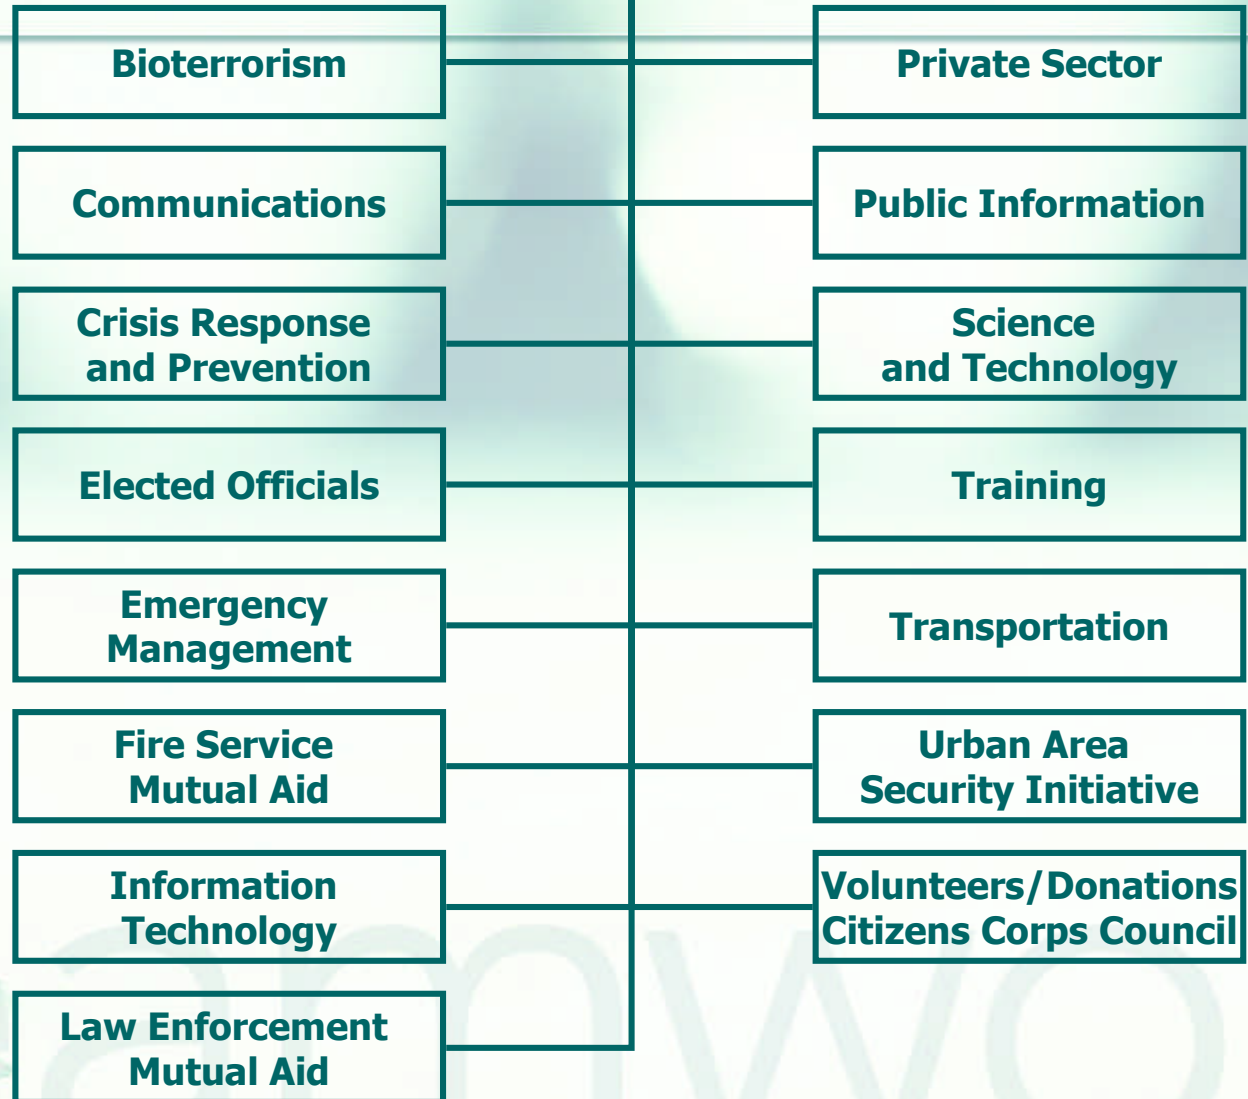 Bioterrorism
Private Sector
Communications
Public Information
Crisis Response
and Prevention
Science
and Technology
Elected Officials
Training
Emergency
Management
Transportation
Fire Service
Mutual Aid
Urban Area
Security Initiative
Information
Technology
Volunteers/Donations
Citizens Corps Council
Law Enforcement
Mutual Aid
amwo